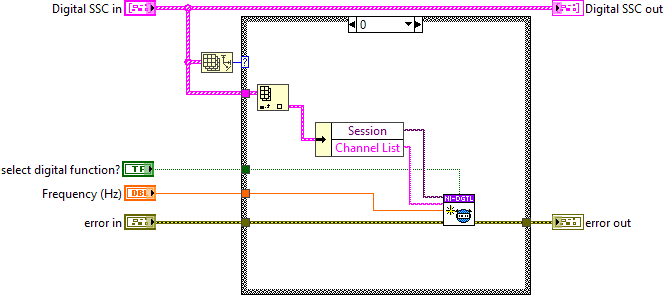 Digital SSC in
Digital SSC out
0
?
Session
Channel List
select digital function?
TF
NI-DGTL
Frequency (Hz)
DBL
error in
error out